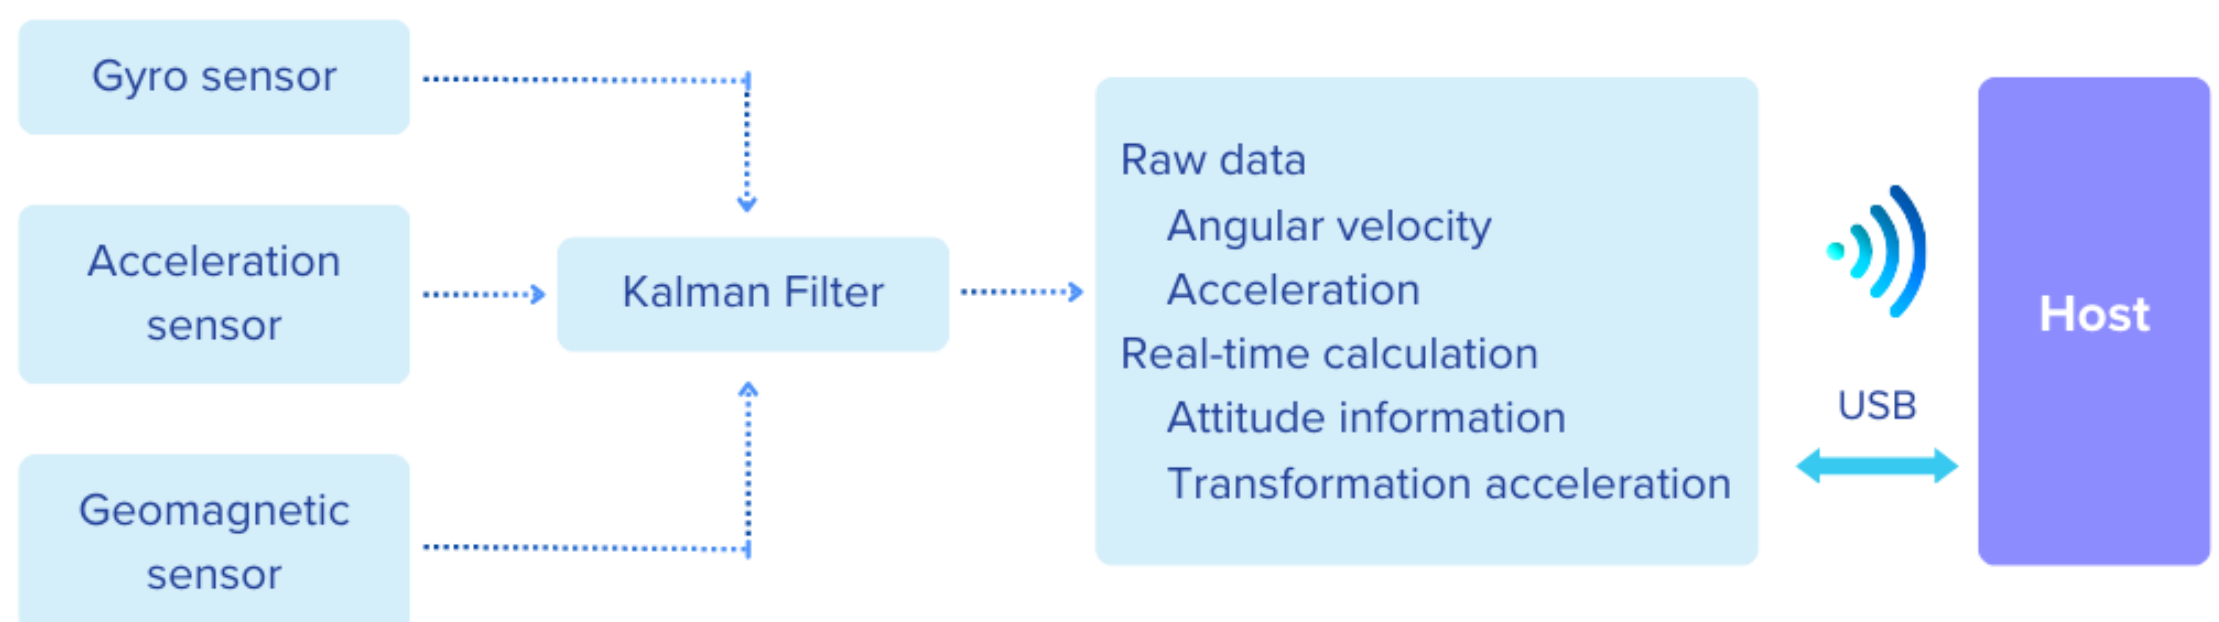 Gyro sensor
Acceleration
sensor
Geomagnetic
sensor
Kalman Filter
Raw data
Angular velocity
Acceleration
Real-time calculation
Attitude information
Transformation acceleration
USB
Host